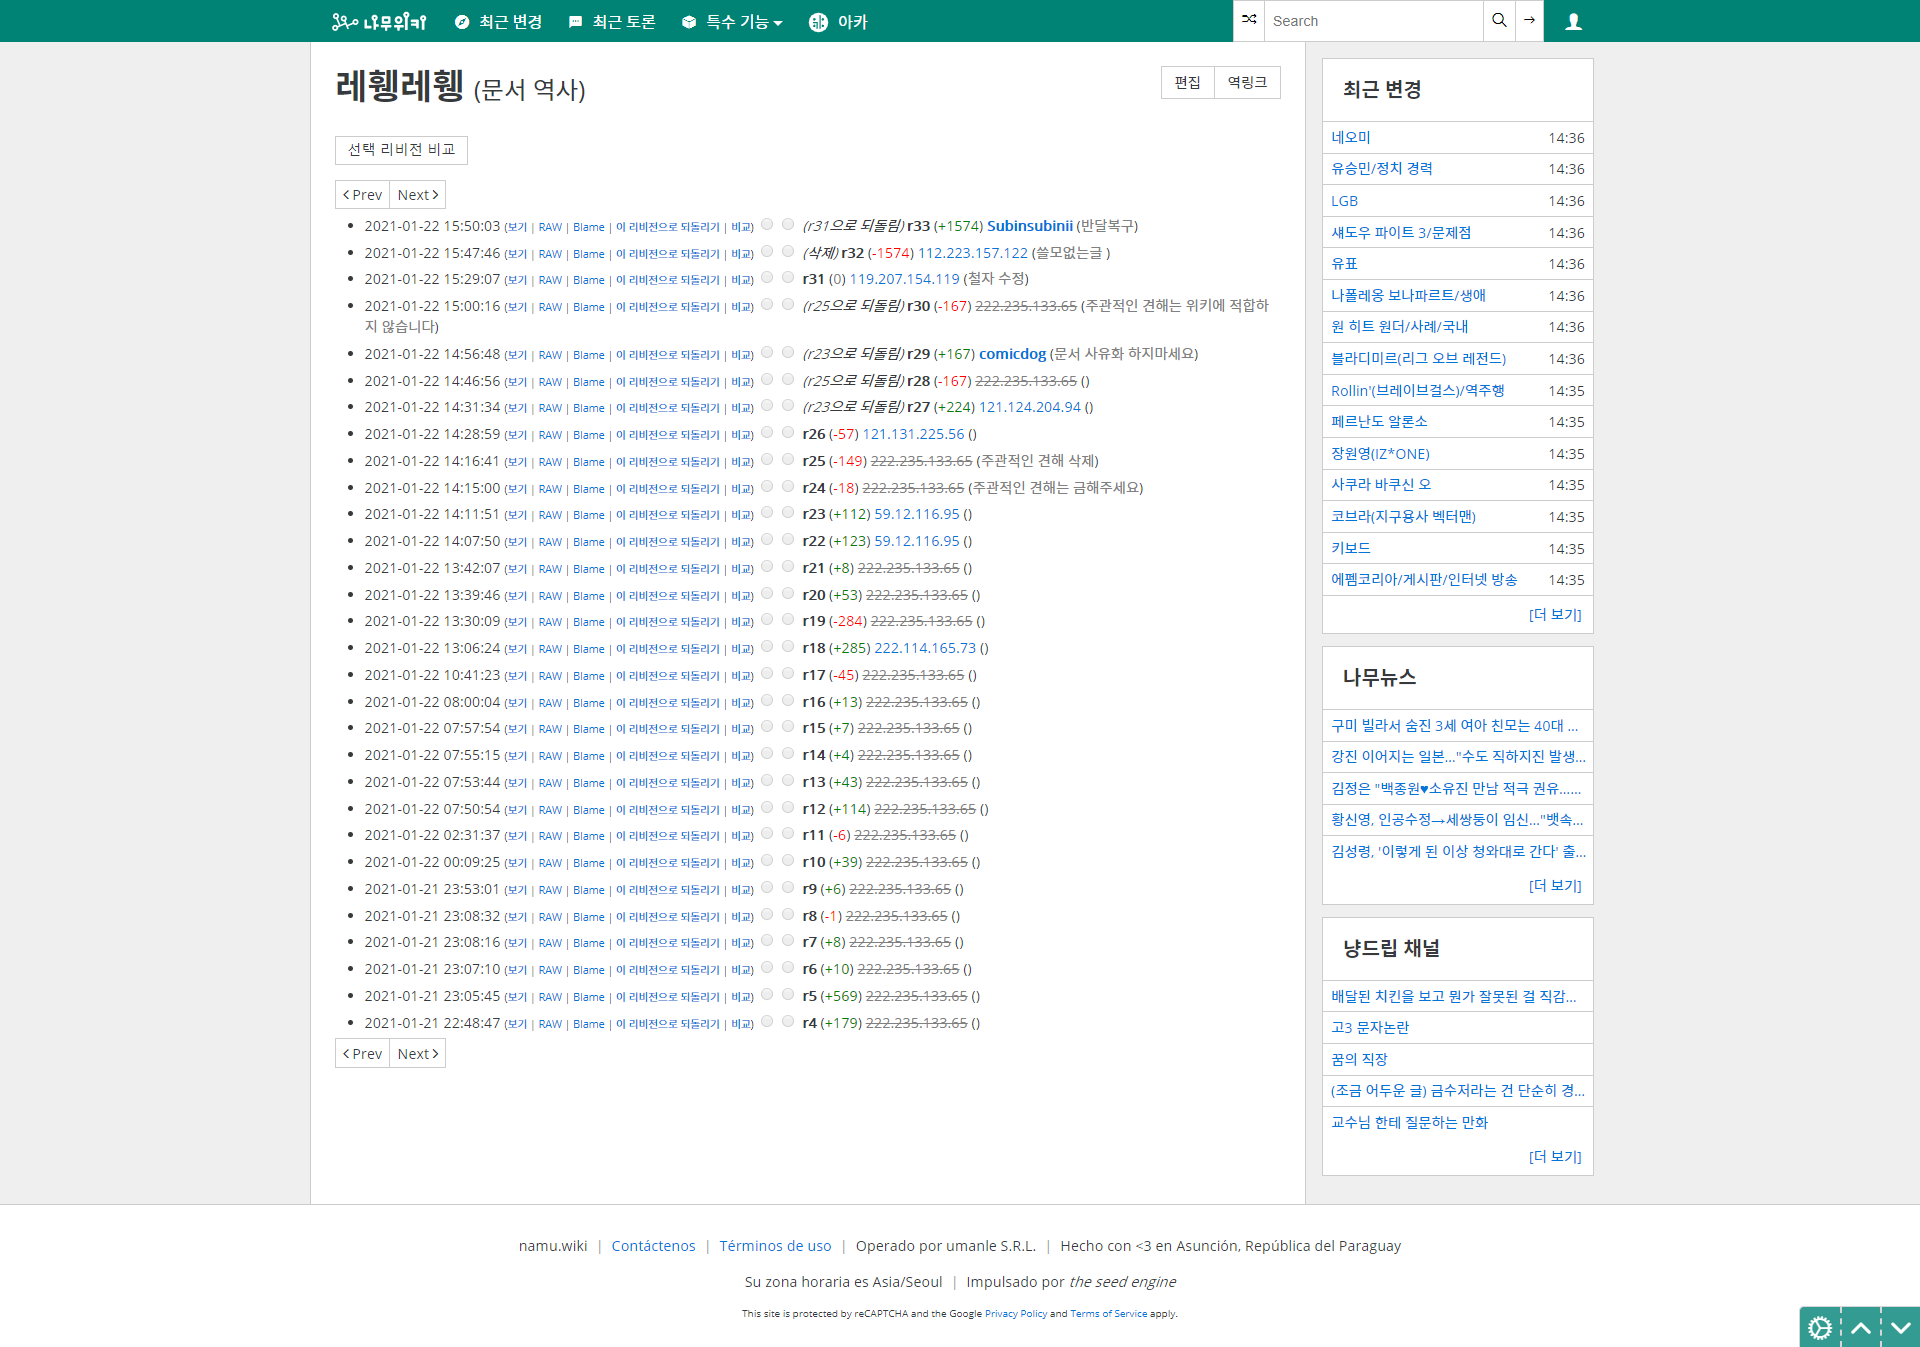 나무위키 최근 변경 최근 토론 특수 기능 아카 Search
레휑레휑 (문서 역사)
편집 역링크
선택 리비전 비교
Prev Next
2021-01-22 15:50:03 (보기 | RAW | Blame | 이 리비전으로 되돌리기 | 비교) (r31으로 되돌림) r33 (+1574) Subinsubinii (반달복구)
2021-01-22 15:47:46 (보기 | RAW | Blame | 이 리비전으로 되돌리기 | 비교) (삭제) r32 (-1574) 112.223.157.122 (쓸모없는글 )
2021-01-22 15:29:07 (보기 | RAW | Blame | 이 리비전으로 되돌리기 | 비교) r31 (0) 119.207.154.119 (철자 수정)
2021-01-22 15:00:16 (보기 | RAW | Blame | 이 리비전으로 되돌리기 | 비교) (r25으로 되돌림) r30 (-167) 222.235.133.65 (주관적인 견해는 위키에 적합하
지 않습니다)
2021-01-22 14:56:48 (보기 | RAW | Blame | 이 리비전으로 되돌리기 | 비교) (r23으로 되돌림) r29 (+167) comicdog (문서 사유화 하지마세요)
2021-01-22 14:46:56 (보기 | RAW | Blame | 이 리비전으로 되돌리기 | 비교) (r25으로 되돌림) r28 (-167) 222.235.133.65 ()
2021-01-22 14:31:34 (보기 | RAW | Blame | 이 리비전으로 되돌리기 | 비교) (r23으로 되돌림) r27 (+224) 121.124.204.94 ()
2021-01-22 14:28:59 (보기 | RAW | Blame | 이 리비전으로 되돌리기 | 비교) r26 (-57) 121.131.225.56 ()
2021-01-22 14:16:41 (보기 | RAW | Blame | 이 리비전으로 되돌리기 | 비교) r25 (-149) 222.235.133.65 (주관적인 견해 삭제)
2021-01-22 14:15:00 (보기 | RAW | Blame | 이 리비전으로 되돌리기 | 비교) r24 (-18) 222.235.133.65 (주관적인 견해는 금해주세요)
2021-01-22 14:11:51 (보기 | RAW | Blame | 이 리비전으로 되돌리기 | 비교) r23 (+112) 59.12.116.95 ()
2021-01-22 14:07:50 (보기 | RAW | Blame | 이 리비전으로 되돌리기 | 비교) r22 (+123) 59.12.116.95 ()
2021-01-22 13:42:07 (보기 | RAW | Blame | 이 리비전으로 되돌리기 | 비교) r21 (+8) 222.235.133.65 ()
2021-01-22 13:39:46 (보기 | RAW | Blame | 이 리비전으로 되돌리기 | 비교) r20 (+53) 222.235.133.65 ()
2021-01-22 13:30:09 (보기 | RAW | Blame | 이 리비전으로 되돌리기 | 비교) r19 (-284) 222.235.133.65 ()
2021-01-22 13:06:24 (보기 | RAW | Blame | 이 리비전으로 되돌리기 | 비교) r18 (+285) 222.114.165.73 ()
2021-01-22 10:41:23 (보기 | RAW | Blame | 이 리비전으로 되돌리기 | 비교) r17 (-45) 222.235.133.65 ()
2021-01-22 08:00:04 (보기 | RAW | Blame | 이 리비전으로 되돌리기 | 비교) r16 (+13) 222.235.133.65 ()
2021-01-22 07:57:54 (보기 | RAW | Blame | 이 리비전으로 되돌리기 | 비교) r15 (+7) 222.235.133.65 ()
2021-01-22 07:55:15 (보기 | RAW | Blame | 이 리비전으로 되돌리기 | 비교) r14 (+4) 222.235.133.65 ()
2021-01-22 07:53:44 (보기 | RAW | Blame | 이 리비전으로 되돌리기 | 비교) r13 (+43) 222.235.133.65 ()
2021-01-22 07:50:54 (보기 | RAW | Blame | 이 리비전으로 되돌리기 | 비교) r12 (+114) 222.235.133.65 ()
2021-01-22 02:31:37 (보기 | RAW | Blame | 이 리비전으로 되돌리기 | 비교) r11 (-6) 222.235.133.65 ()
2021-01-22 00:09:25 (보기 | RAW | Blame | 이 리비전으로 되돌리기 | 비교) r10 (+39) 222.235.133.65 ()
2021-01-21 23:53:01 (보기 | RAW | Blame | 이 리비전으로 되돌리기 | 비교) r9 (+6) 222.235.133.65 ()
2021-01-21 23:08:32 (보기 | RAW | Blame | 이 리비전으로 되돌리기 | 비교) r8 (-1) 222.235.133.65 ()
2021-01-21 23:08:16 (보기 | RAW | Blame | 이 리비전으로 되돌리기 | 비교) r7 (+8) 222.235.133.65 ()
2021-01-21 23:07:10 (보기 | RAW | Blame | 이 리비전으로 되돌리기 | 비교) r6 (+10) 222.235.133.65 ()
2021-01-21 23:05:45 (보기 | RAW | Blame | 이 리비전으로 되돌리기 | 비교) r5 (+569) 222.235.133.65 ()
2021-01-21 22:48:47 (보기 | RAW | Blame | 이 리비전으로 되돌리기 | 비교) r4 (+179) 222.235.133.65 ()
Prev Next
최근 변경
네오미 14:36
유승민/정치 경력 14:36
LGB 14:36
섀도우 파이트 3/문제점 14:36
유표 14:36
나폴레옹 보나파르트/생애 14:36
원 히트 원더/사례/국내 14:36
블라디미르(리그 오브 레전드) 14:36
Rollin'(브레이브걸스)/역주행 14:35
페르난도 알론소 14:35
장원영(IZ*ONE) 14:35
사쿠라 바쿠신 오 14:35
코브라(지구용사 벡터맨) 14:35
키보드 14:35
에펨코리아/게시판/인터넷 방송 14:35
[더 보기]
나무뉴스
구미 빌라서 숨진 3세 여아 친모는 40대 ...
강진 이어지는 일본..."수도 직하지진 발생...
김정은 "백종원♥소유진 만남 적극 권유......
황신영, 인공수정→세쌍둥이 임신..."뱃속...
김성령, '이렇게 된 이상 청와대로 간다' 출...
[더 보기]
냥드립 채널
배달된 치킨을 보고 뭔가 잘못된 걸 직감...
고3 문자논란
꿈의 직장
(조금 어두운 글) 금수저라는 건 단순히 경...
교수님 한테 질문하는 만화
[더 보기]
namu.wiki | Contáctenos | Términos de uso | Operado por umanle S.R.L. | Hecho con <3 en Asunción, República del Paraguay
Su zona horaria es Asia/Seoul | Impulsado por the seed engine
This site is protected by reCAPTCHA and the Google Privacy Policy and Terms of Service apply.